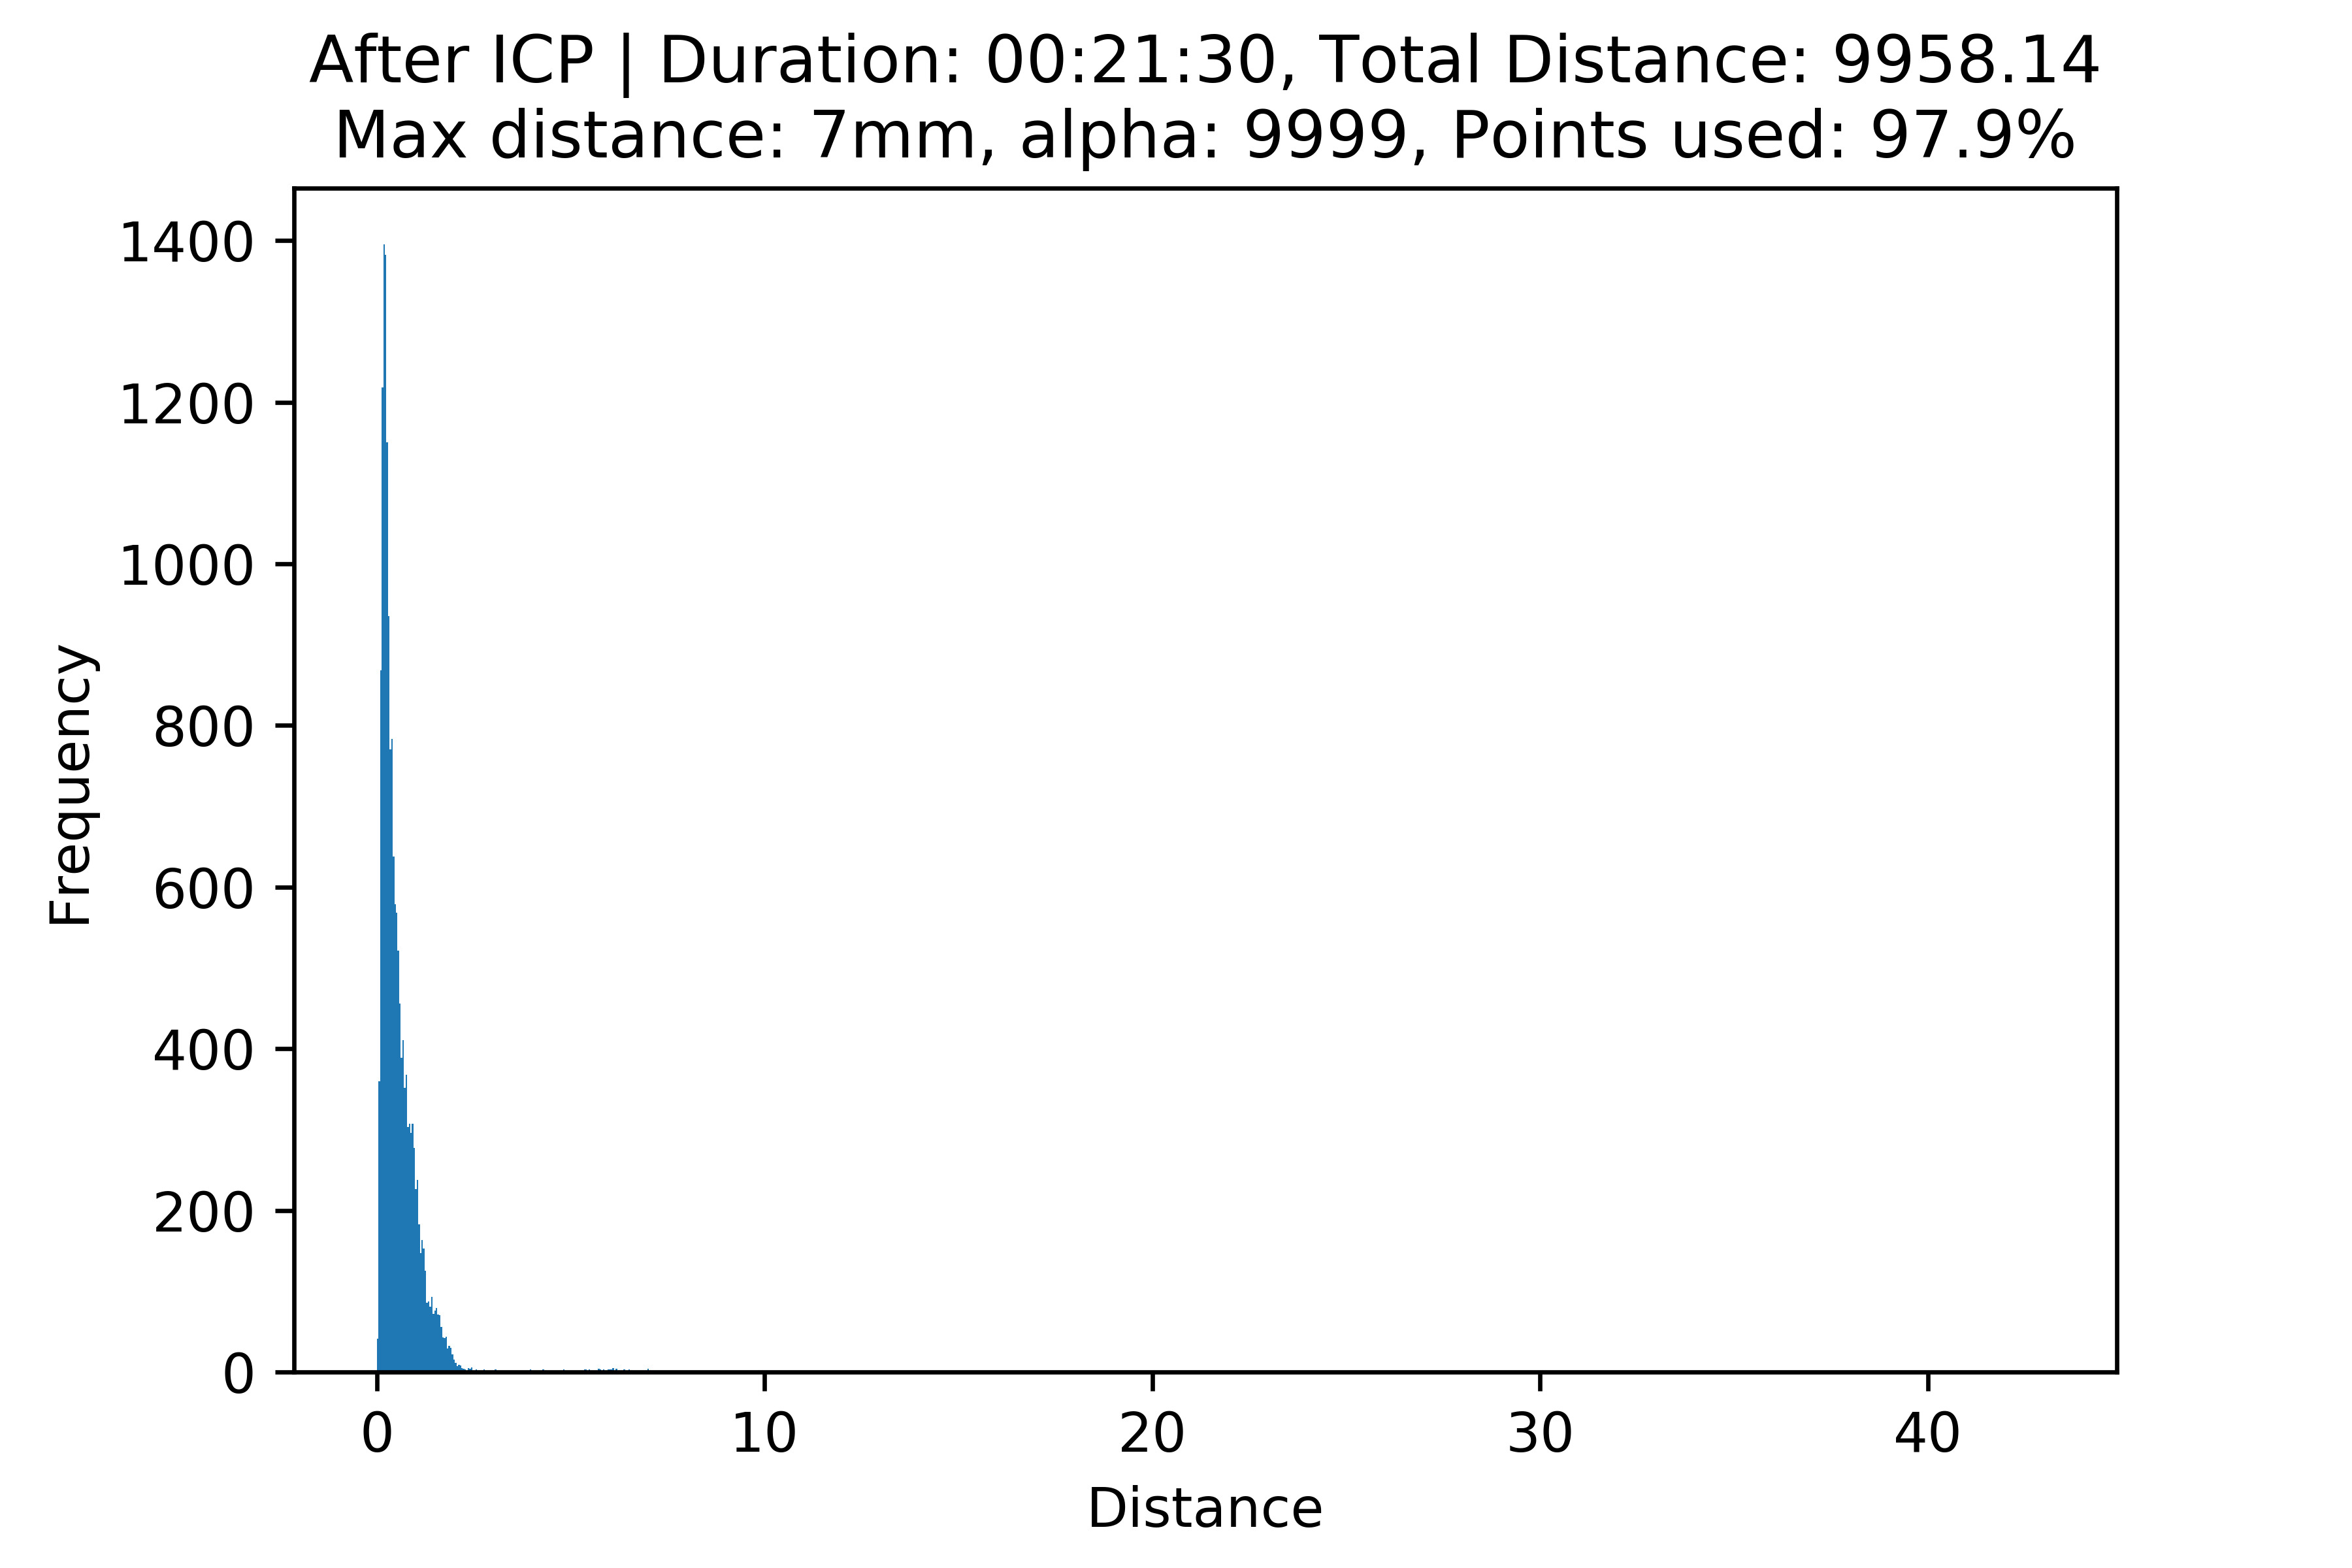 After ICP | Duration: 00:21:30, Total Distance: 9958.14
Max distance: 7mm, alpha: 9999, Points used: 97.9%
1400
1200
1000
800
600
400
200
0
Frequency
0 10 20 30 40
Distance